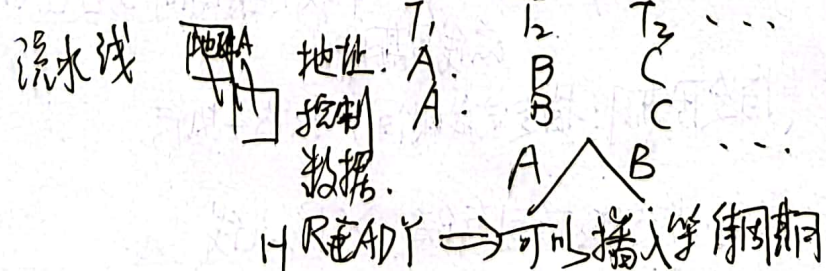 T₁ T₂ T₃ ...
流水线 地址A 地址: A. B C
控制 A. B C
数据. A B ...
HREADY ⇒ 可以插入等待周期